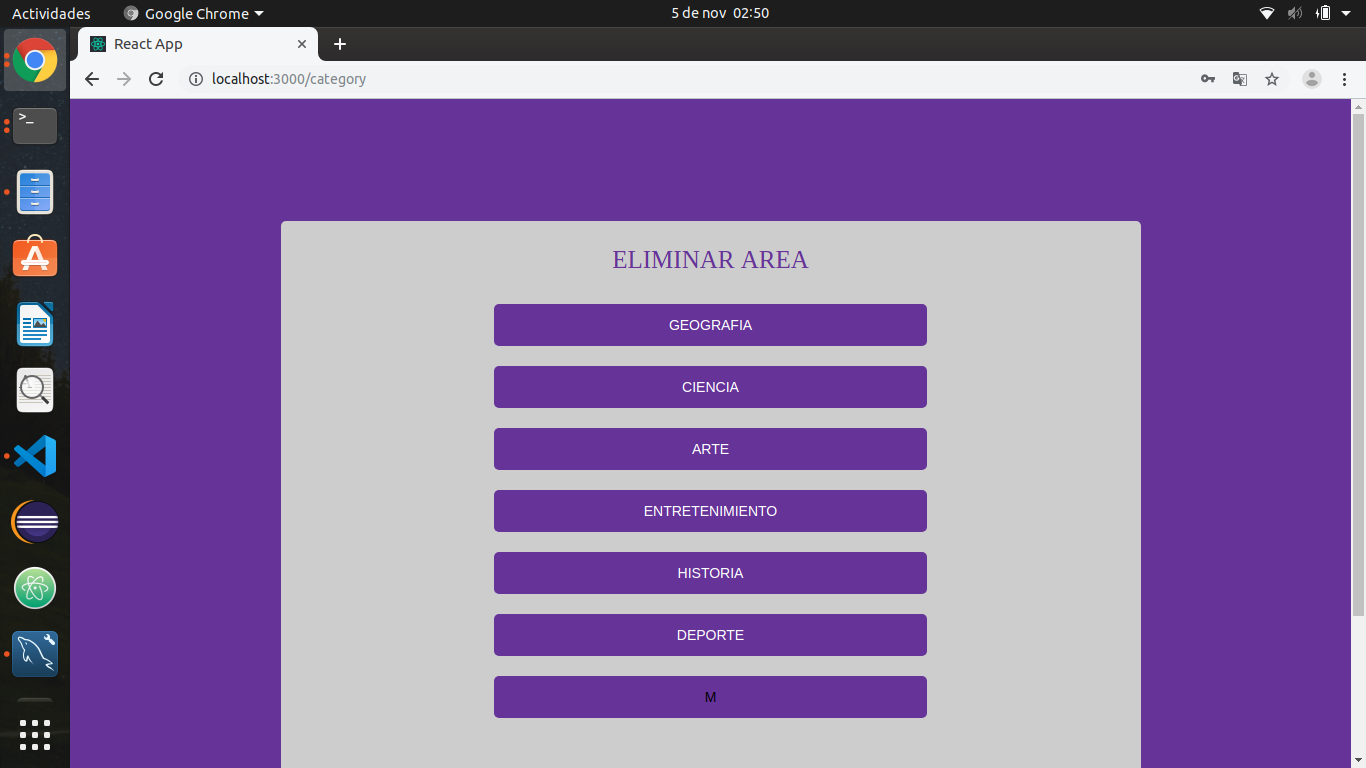 Actividades
Google Chrome
5 de nov 02:50
React App
localhost:3000/category
>_
ELIMINAR AREA
GEOGRAFIA
CIENCIA
ARTE
ENTRETENIMIENTO
HISTORIA
DEPORTE
M